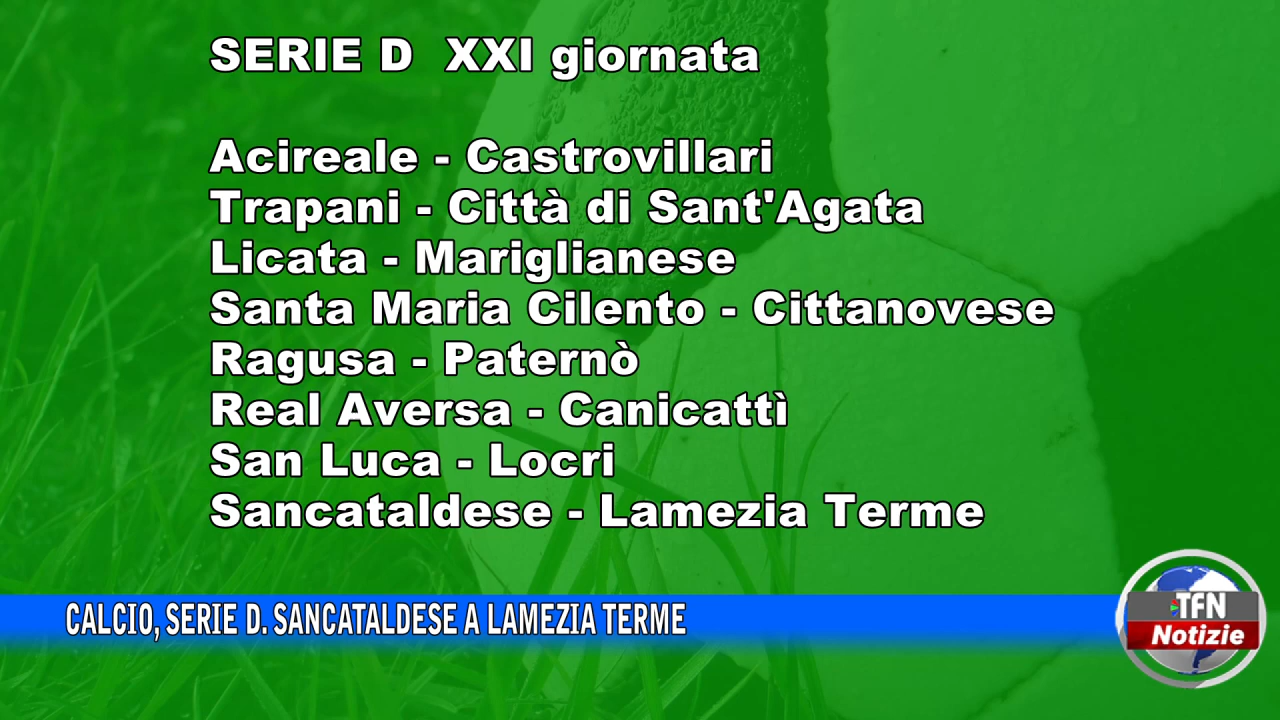 SERIE D  XXI giornata
Acireale - Castrovillari
Trapani - Città di Sant'Agata
Licata - Mariglianese
Santa Maria Cilento - Cittanovese
Ragusa - Paternò
Real Aversa - Canicattì
San Luca - Locri
Sancataldese - Lamezia Terme
CALCIO, SERIE D. SANCATALDESE A LAMEZIA TERME
TFN
Notizie